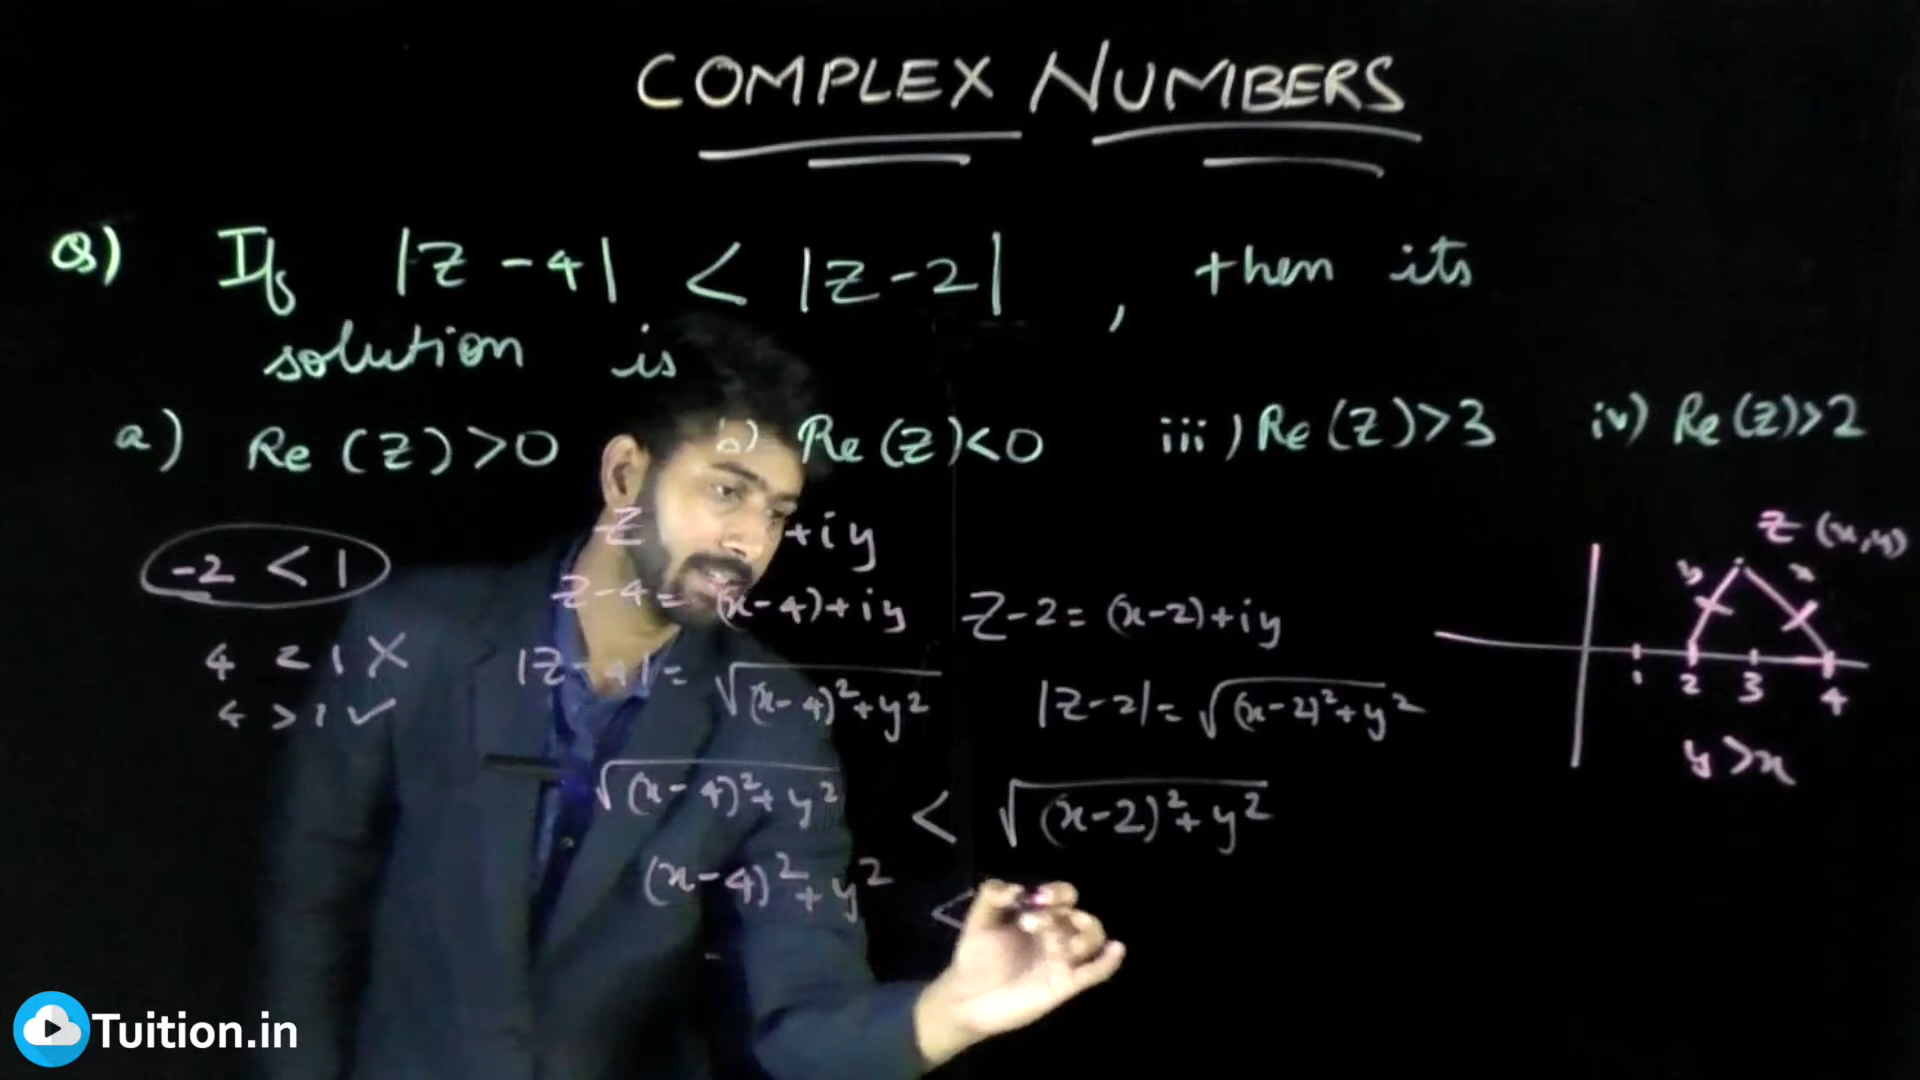 COMPLEX NUMBERS
Q) If |Z-4| < |Z-2|, then its
solution is
a) Re(Z)>0 b) Re(Z)<0 iii) Re(Z)>3 iv) Re(Z)>2
-2 < 1
4 < 1 X
4 > 1 ✓
Z +iy
Z-4= (x-4)+iy Z-2= (x-2)+iy
|Z-4|= √(x-4)²+y² |Z-2|= √(x-2)²+y²
√(x-4)²+y² < √(x-2)²+y²
(x-4)²+y² <
Z (x,y)
y x
1 2 3 4
y>x
Tuition.in